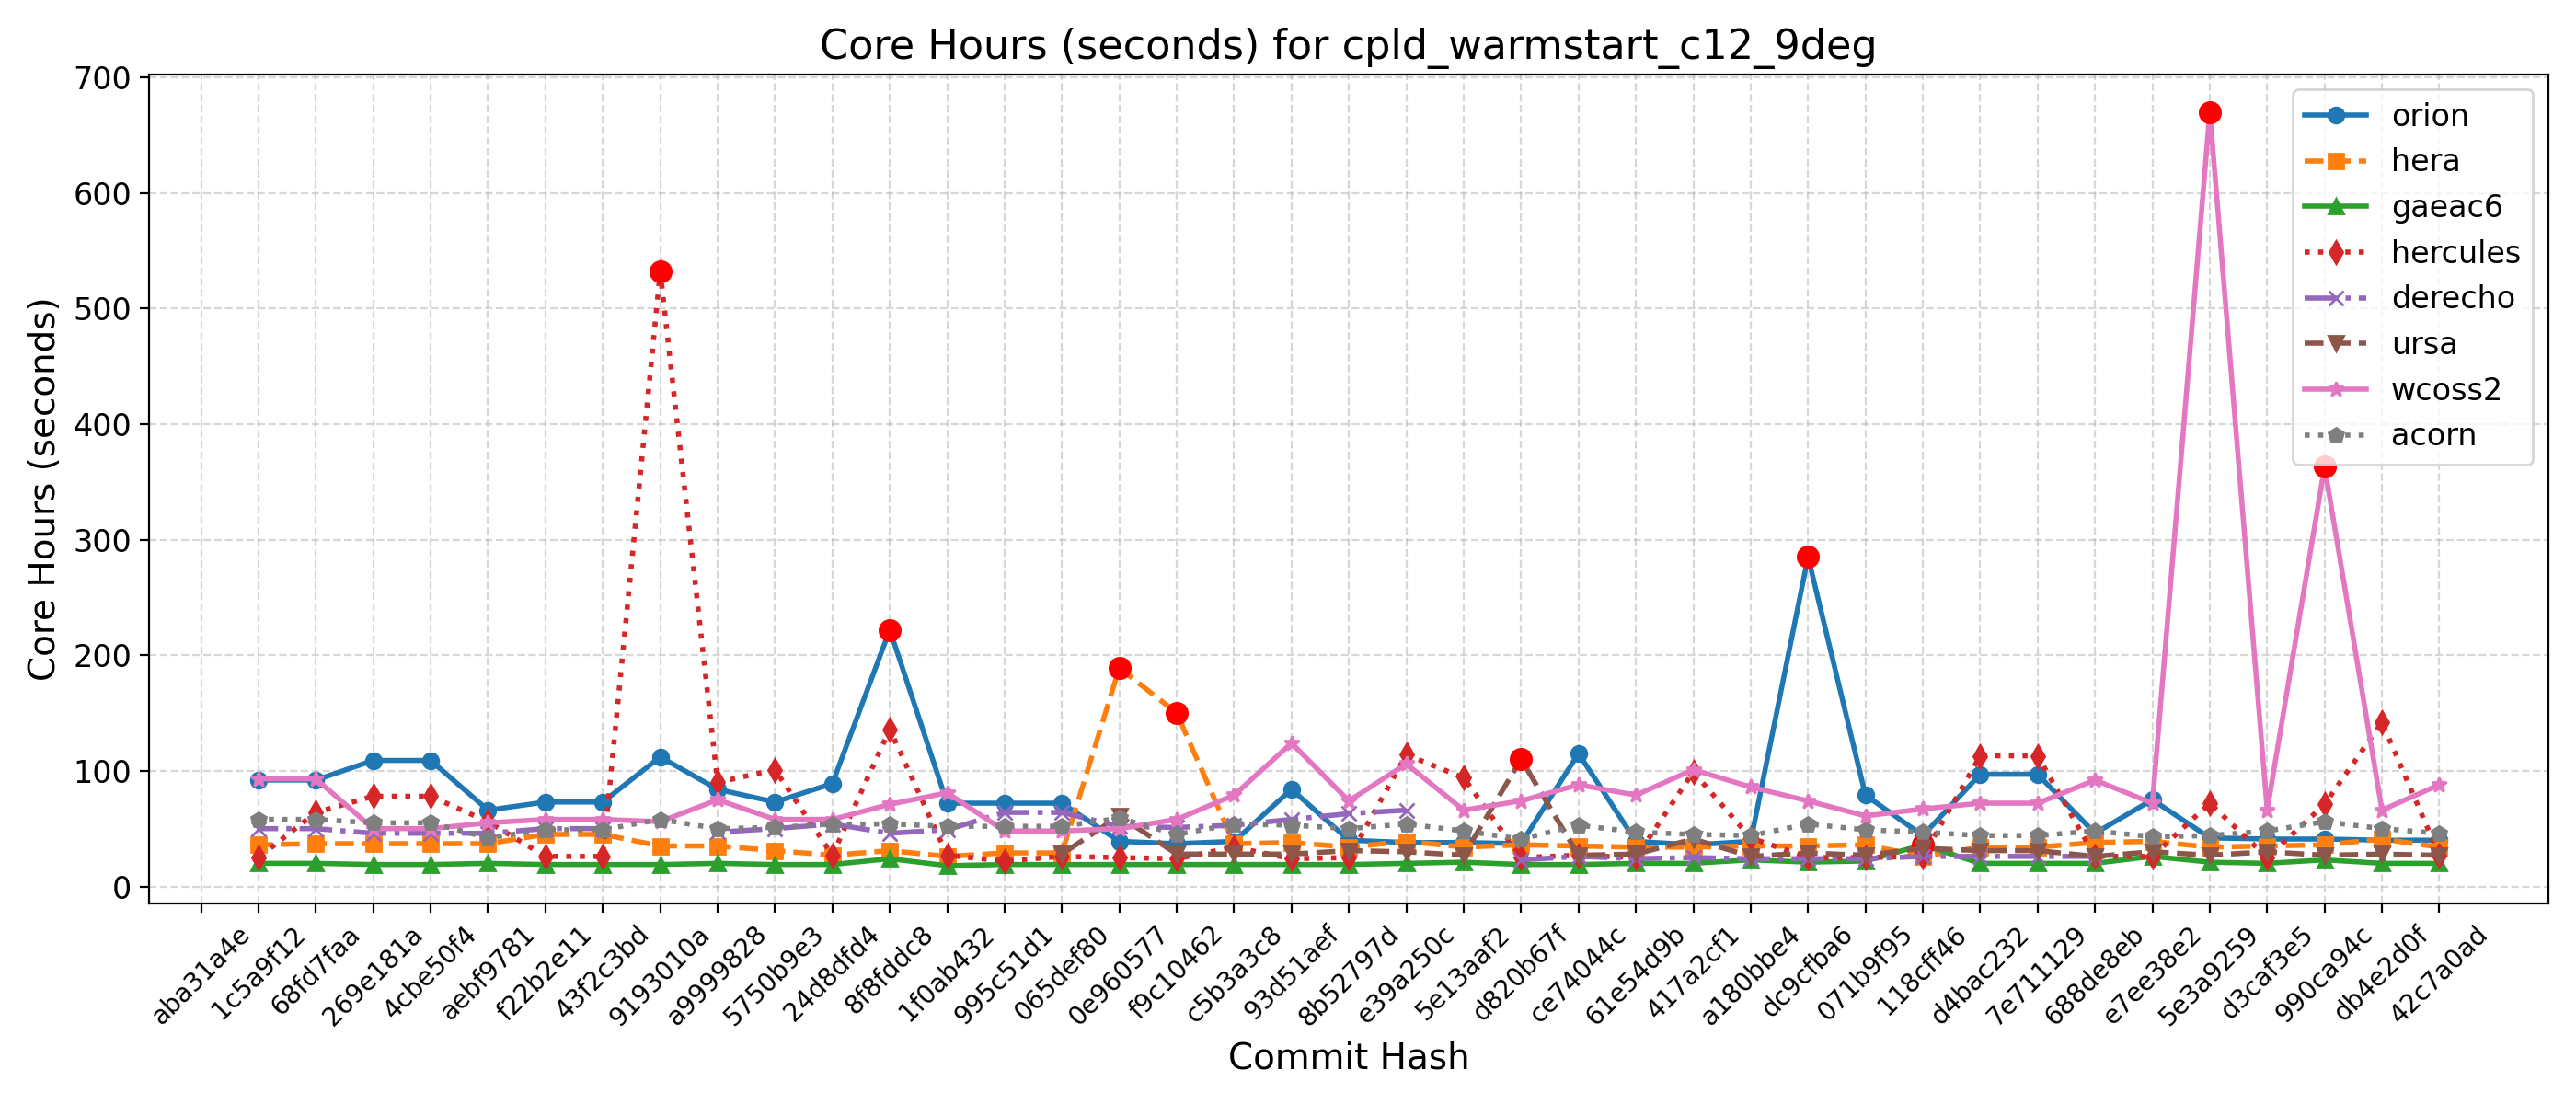 Core Hours (seconds) for cpld_warmstart_c12_9deg
Core Hours (seconds)
700
600
500
400
300
200
100
0
orion
hera
gaeac6
hercules
derecho
ursa
wcoss2
acorn
aba31a4e
1c5a9f12
68fd7faa
269e181a
4cbe50f4
aebf9781
f22b2e11
43f2c3bd
9193010a
a9999828
5750b9e3
24d8dfd4
8f8fddc8
1f0ab432
995c51d1
065def80
0e960577
f9c10462
c5b3a3c8
93d51aef
8b52797d
e39a250c
5e13aaf2
d820b67f
ce74044c
61e54d9b
417a2cf1
a180bbe4
dc9cfba6
071b9f95
118cff46
d4bac232
7e711129
688de8eb
e7ee38e2
5e3a9259
d3caf3e5
990ca94c
db4e2d0f
42c7a0ad
Commit Hash